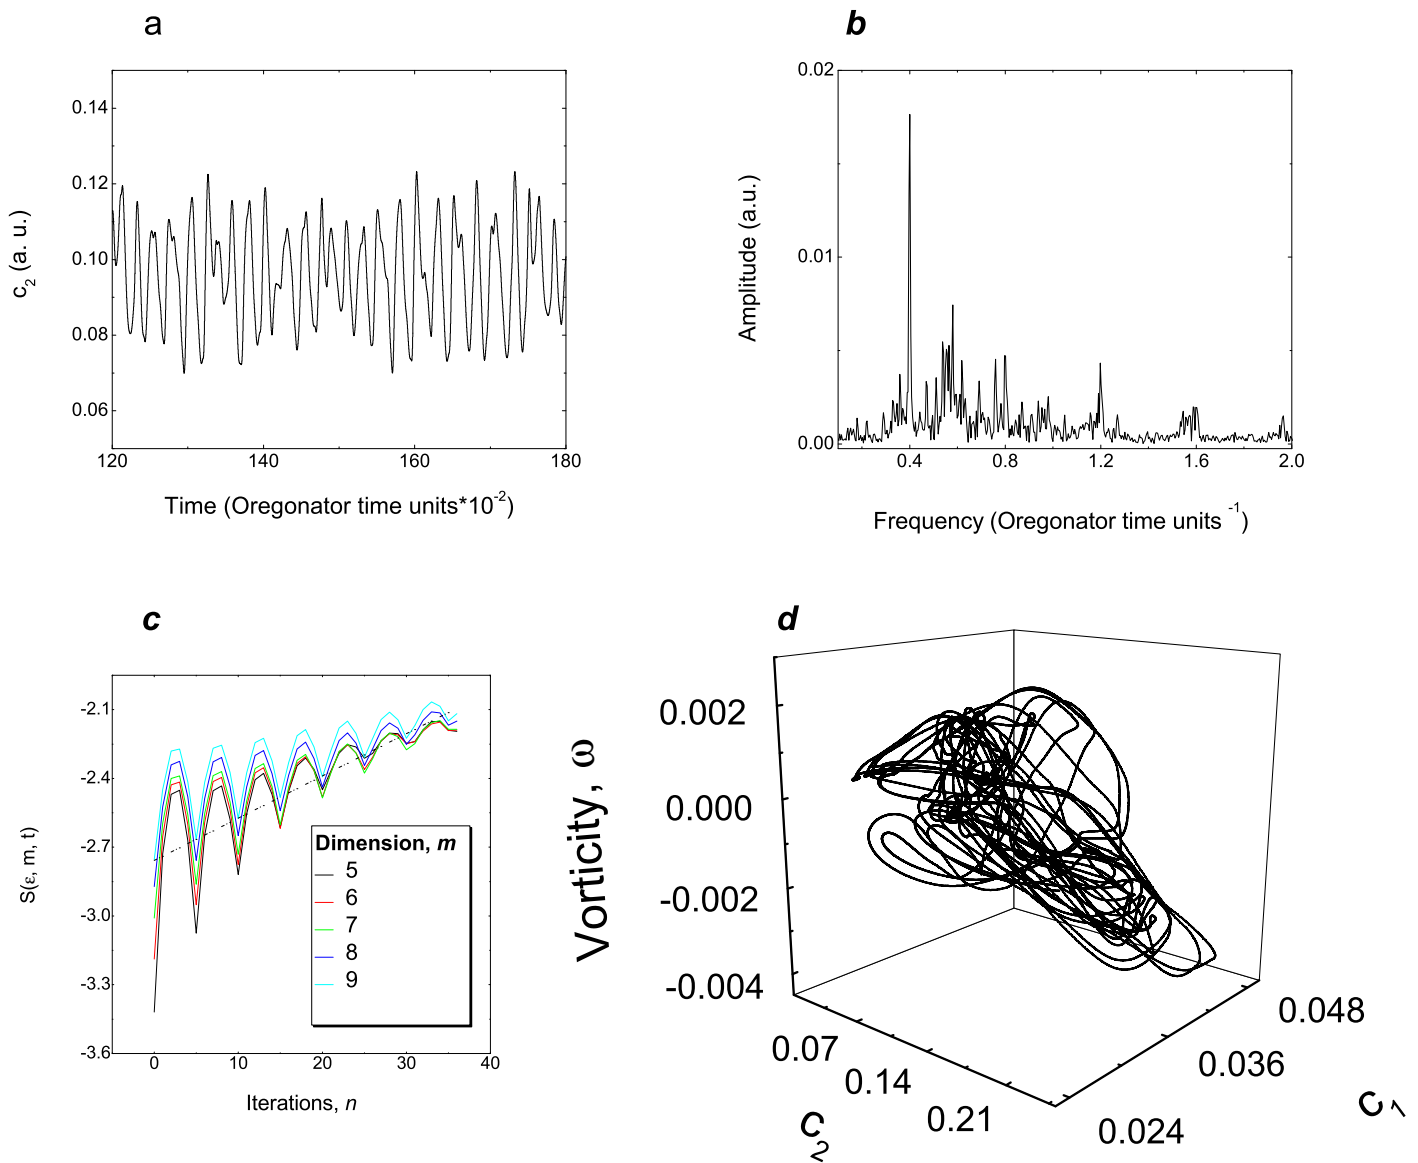 a
0.14
0.12
0.10
0.08
0.06
120 140 160 180
c2 (a. u.)
Time (Oregonator time units*10-2)
b
0.02
0.01
0.00
0.4 0.8 1.2 1.6 2.0
Amplitude (a.u.)
Frequency (Oregonator time units -1)
c
-2.1
-2.4
-2.7
-3.0
-3.3
-3.6
0 10 20 30 40
S(ε, m, t)
Iterations, n
Dimension, m
5
6
7
8
9
d
0.002
0.000
-0.002
-0.004
Vorticity, ω
0.07
0.14
0.21
c2
0.048
0.036
0.024
c1